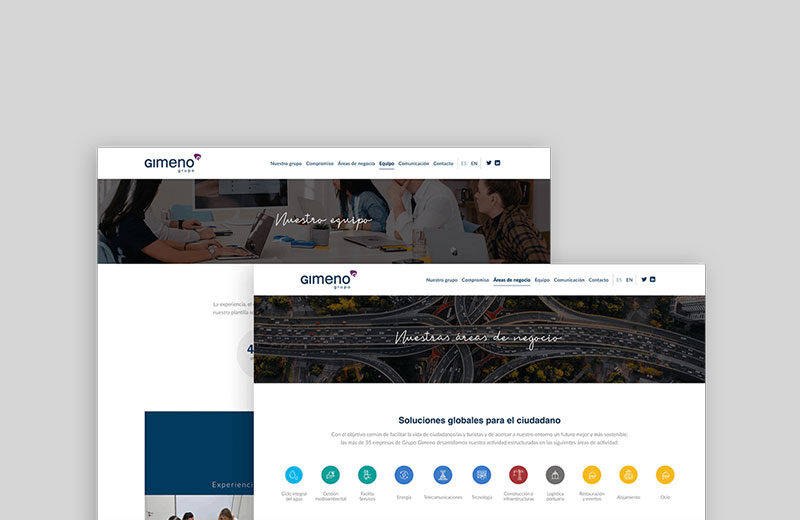 GIMENO
grupo
Nuestro grupo Compromiso Áreas de negocio Equipo Comunicación Contacto ES EN
Nuestro equipo
La experiencia, el
nuestra plantilla
4
Experienci
GIMENO
grupo
Nuestro grupo Compromiso Áreas de negocio Equipo Comunicación Contacto ES EN
Nuestras áreas de negocio
Soluciones globales para el ciudadano
Con el objetivo común de facilitar la vida de ciudadanos/as y turistas y de acercar a nuestro entorno un futuro mejor y más sostenible,
las más de 35 empresas de Grupo Gimeno desarrollamos nuestra actividad estructuradas en las siguientes áreas de actividad:
Ciclo integral
del agua
Gestión
medioambiental
Facility
Services
Energía
Telecomunicaciones
Tecnología
Construcción e
infraestructuras
Logística
portuaria
Restauración
y eventos
Alojamiento
Ocio